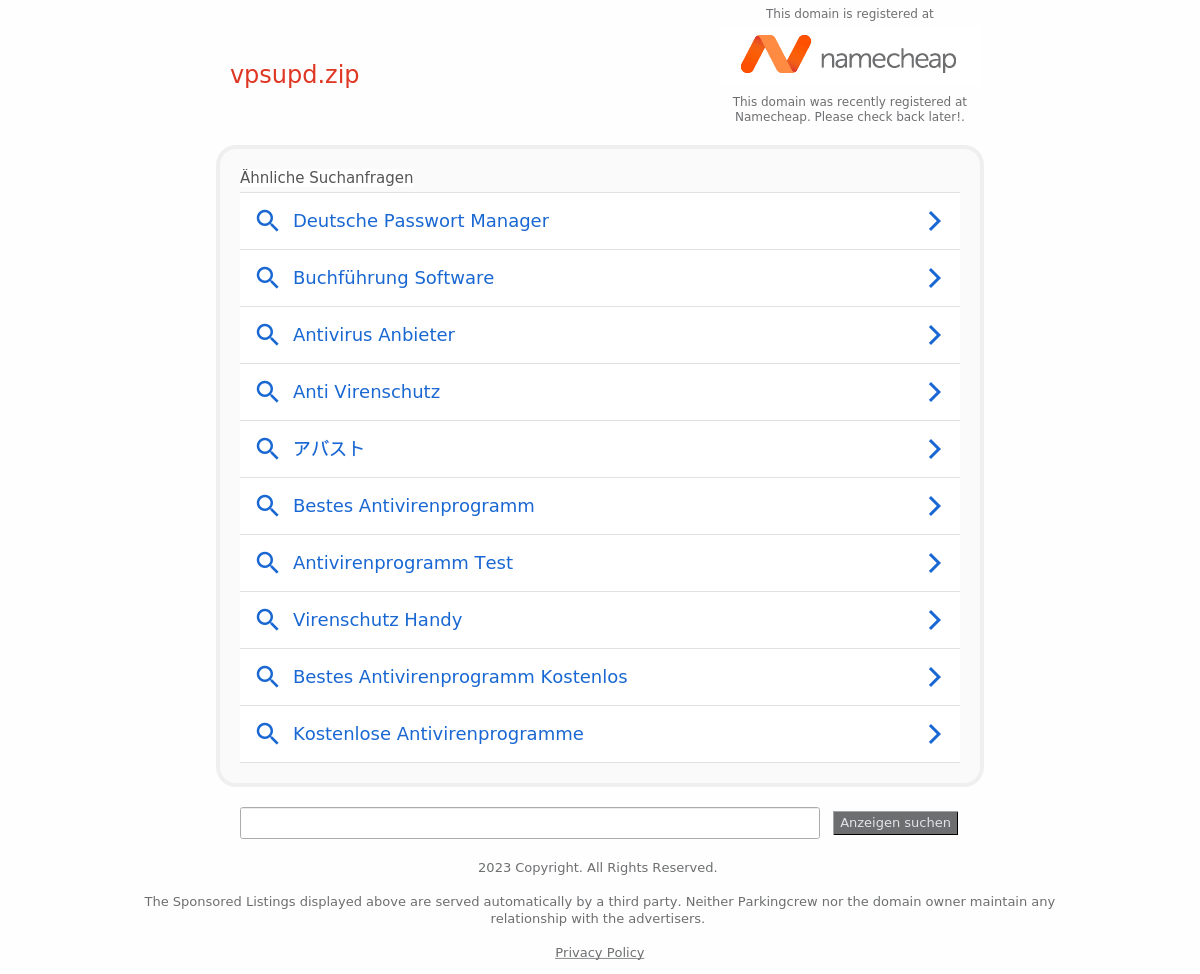 This domain is registered at
vpsupd.zip
namecheap
This domain was recently registered at
Namecheap. Please check back later!.
Ähnliche Suchanfragen
Deutsche Passwort Manager
Buchführung Software
Antivirus Anbieter
Anti Virenschutz
アバスト
Bestes Antivirenprogramm
Antivirenprogramm Test
Virenschutz Handy
Bestes Antivirenprogramm Kostenlos
Kostenlose Antivirenprogramme
Anzeigen suchen
2023 Copyright. All Rights Reserved.
The Sponsored Listings displayed above are served automatically by a third party. Neither Parkingcrew nor the domain owner maintain any
relationship with the advertisers.
Privacy Policy